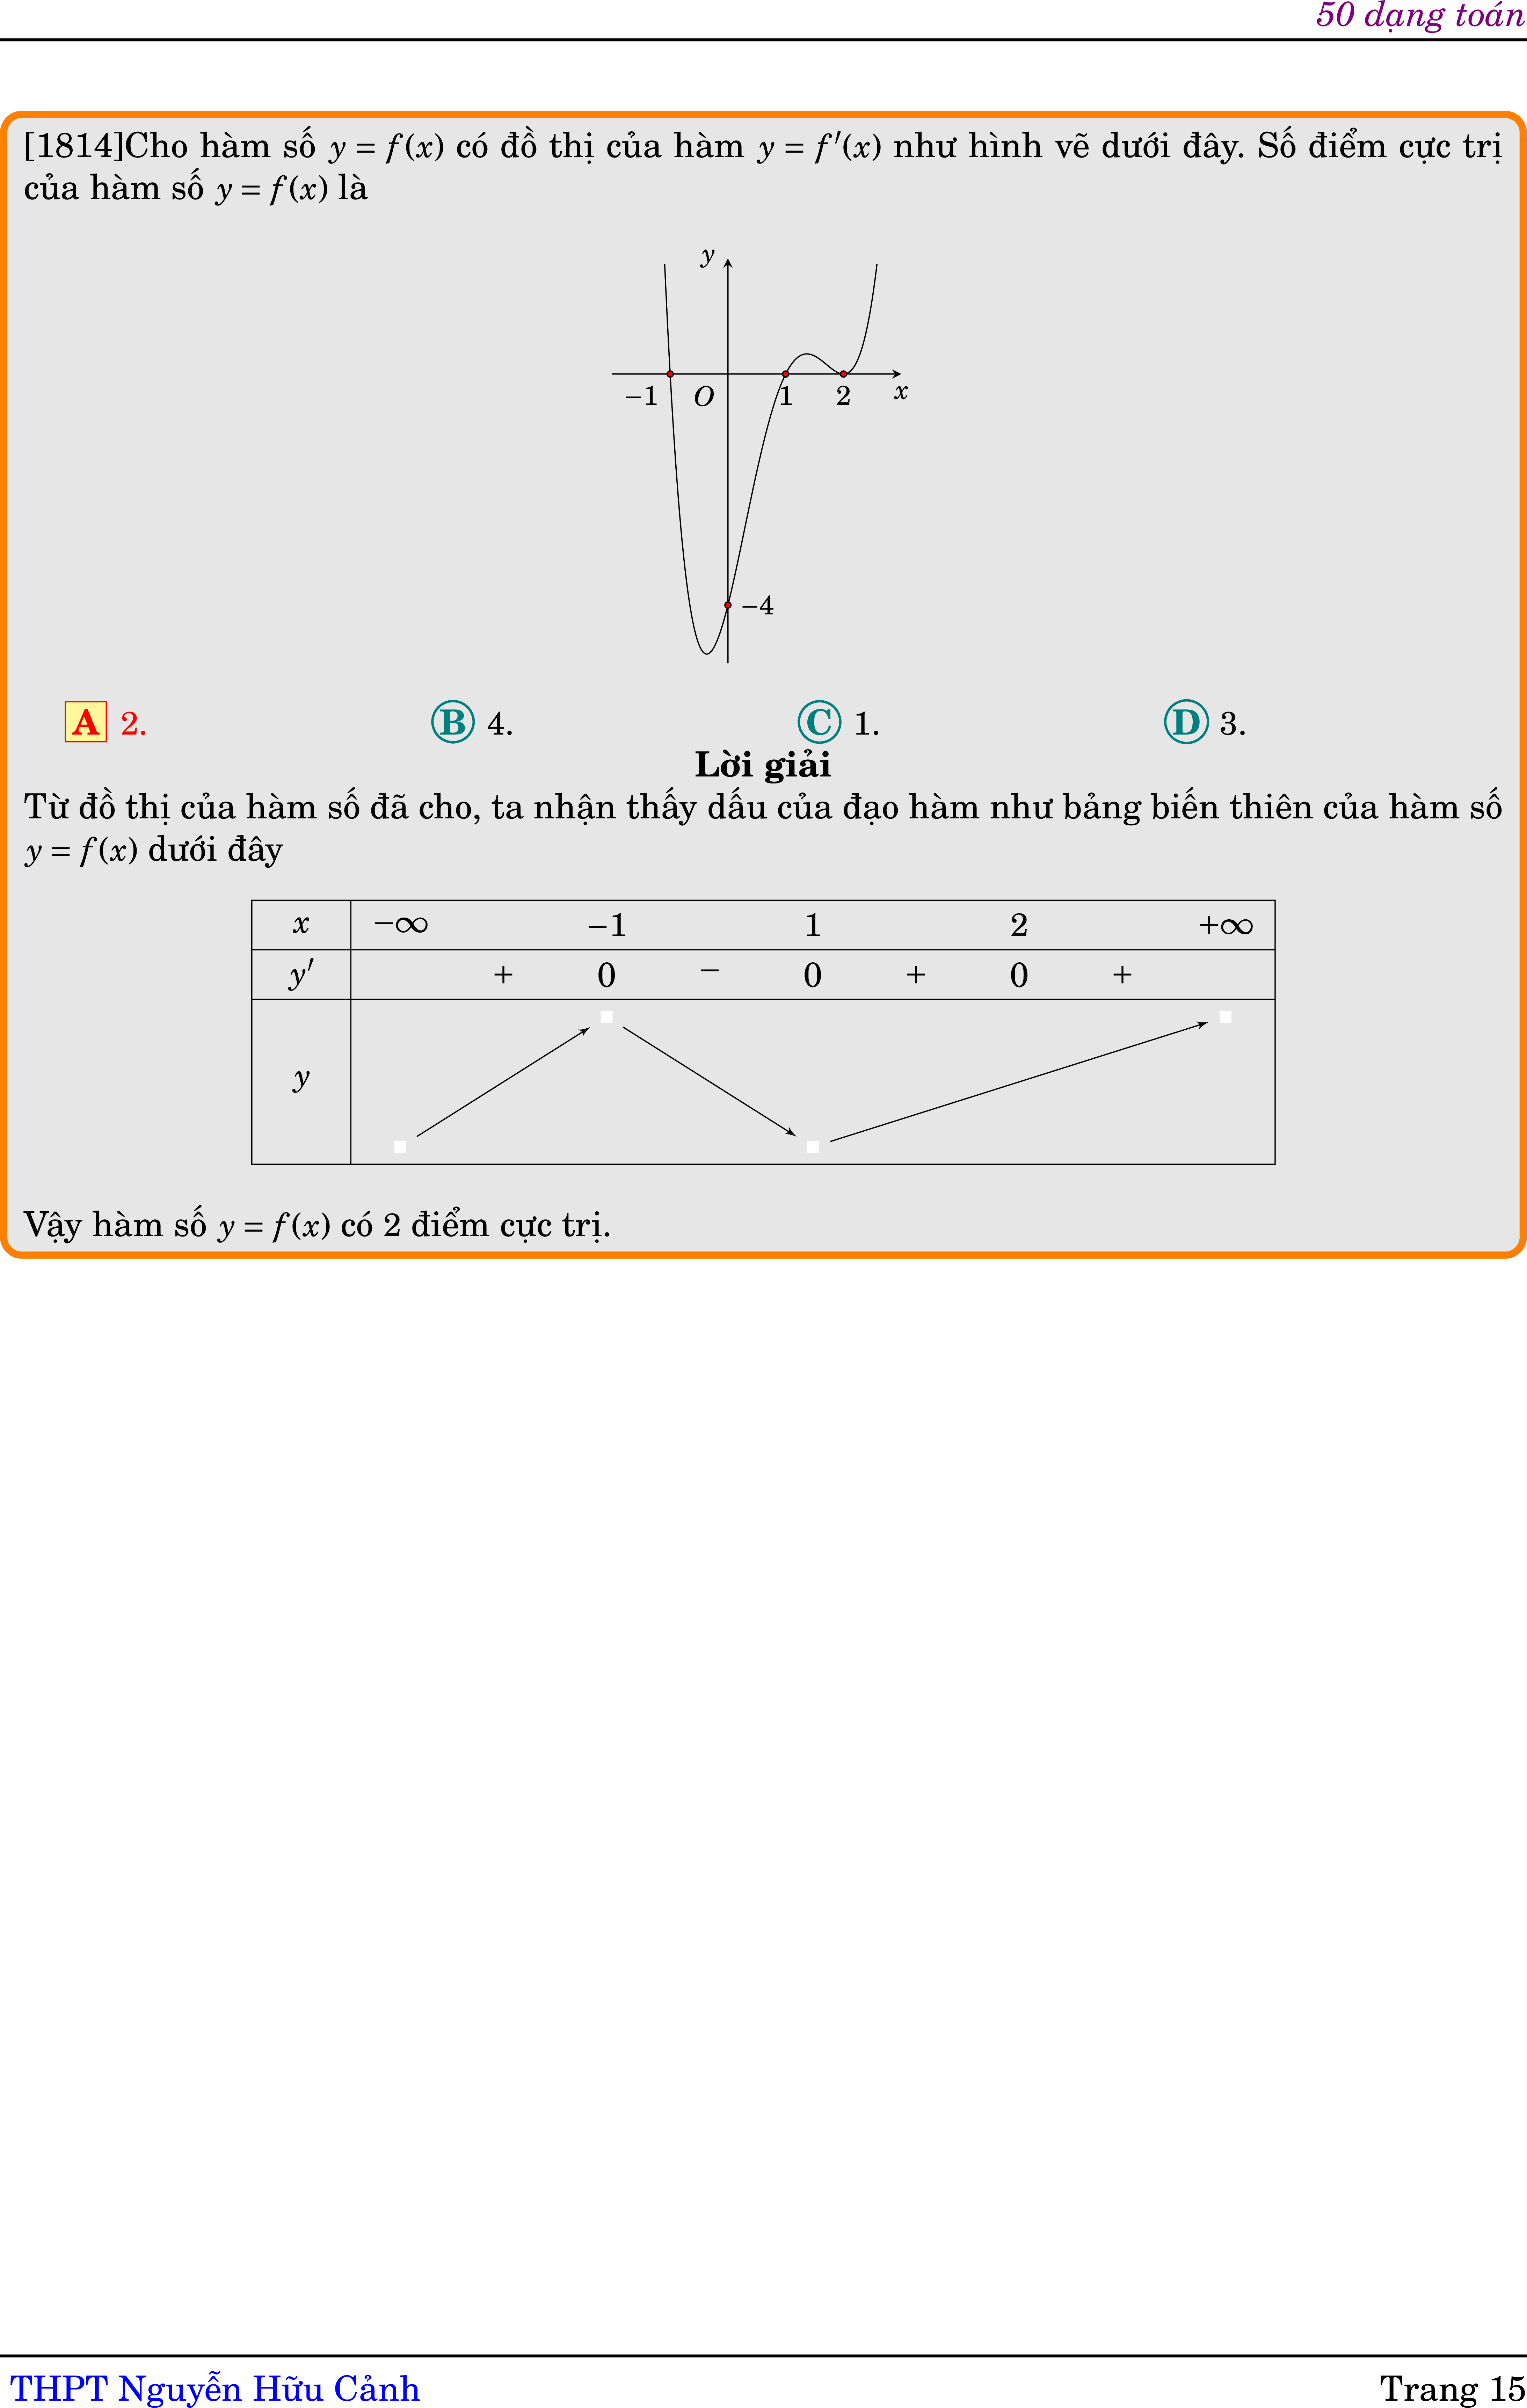 50 dạng toán
[1814]Cho hàm số y = f(x) có đồ thị của hàm y = f′(x) như hình vẽ dưới đây. Số điểm cực trị
của hàm số y = f(x) là
y
−1 O 1 2 x
−4
A 2. B 4. C 1. D 3.
Lời giải
Từ đồ thị của hàm số đã cho, ta nhận thấy dấu của đạo hàm như bảng biến thiên của hàm số
y = f(x) dưới đây
x −∞ −1 1 2 +∞
y′ + 0 − 0 + 0 +
y
Vậy hàm số y = f(x) có 2 điểm cực trị.
THPT Nguyễn Hữu Cảnh Trang 15